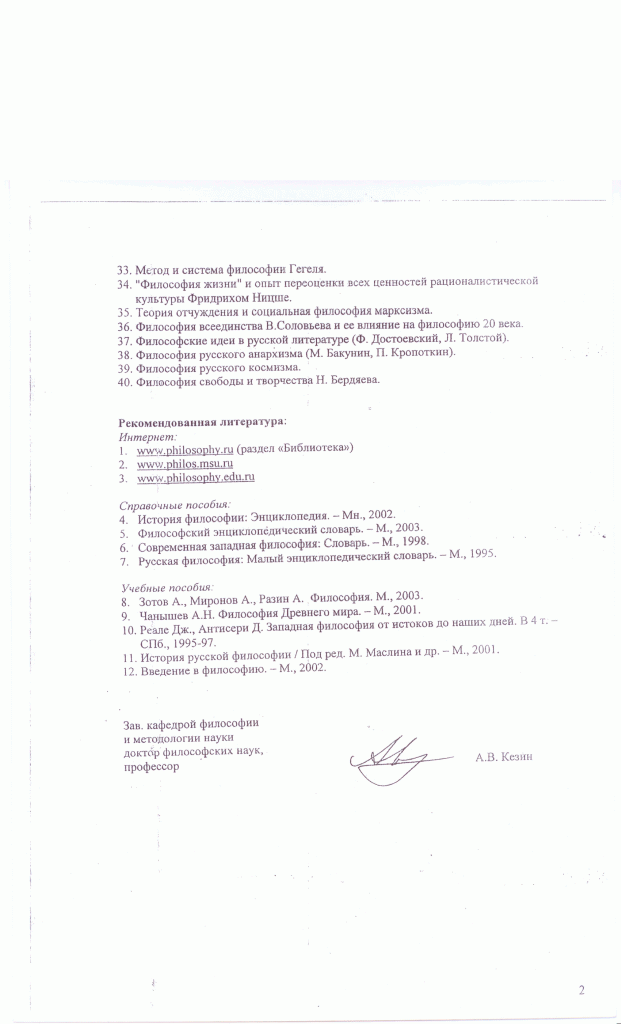 33. Метод и система философии Гегеля.
34. "Философия жизни" и опыт переоценки всех ценностей рационалистической
культуры Фридрихом Ницше.
35. Теория отчуждения и социальная философия марксизма.
36. Философия всеединства В.Соловьева и ее влияние на философию 20 века.
37. Философские идеи в русской литературе (Ф. Достоевский, Л. Толстой).
38. Философия русского анархизма (М. Бакунин, П. Кропоткин).
39. Философия русского космизма.
40. Философия свободы и творчества Н. Бердяева.
Рекомендованная литература:
Интернет:
1. www.philosophy.ru (раздел «Библиотека»)
2. www.philos.msu.ru
3. www.philosophy.edu.ru
Справочные пособия:
4. История философии: Энциклопедия. – Мн., 2002.
5. Философский энциклопедический словарь. – М., 2003.
6. Современная западная философия: Словарь. – М., 1998.
7. Русская философия: Малый энциклопедический словарь. – М., 1995.
Учебные пособия:
8. Зотов А., Миронов А., Разин А. Философия. М., 2003.
9. Чанышев А.Н. Философия Древнего мира. – М., 2001.
10. Реале Дж., Антисери Д. Западная философия от истоков до наших дней. В 4 т. –
СПб., 1995-97.
11. История русской философии / Под ред. М. Маслина и др. – М., 2001.
12. Введение в философию. – М., 2002.
Зав. кафедрой философии
и методологии науки
доктор философских наук,
профессор
А.В. Кезин
2